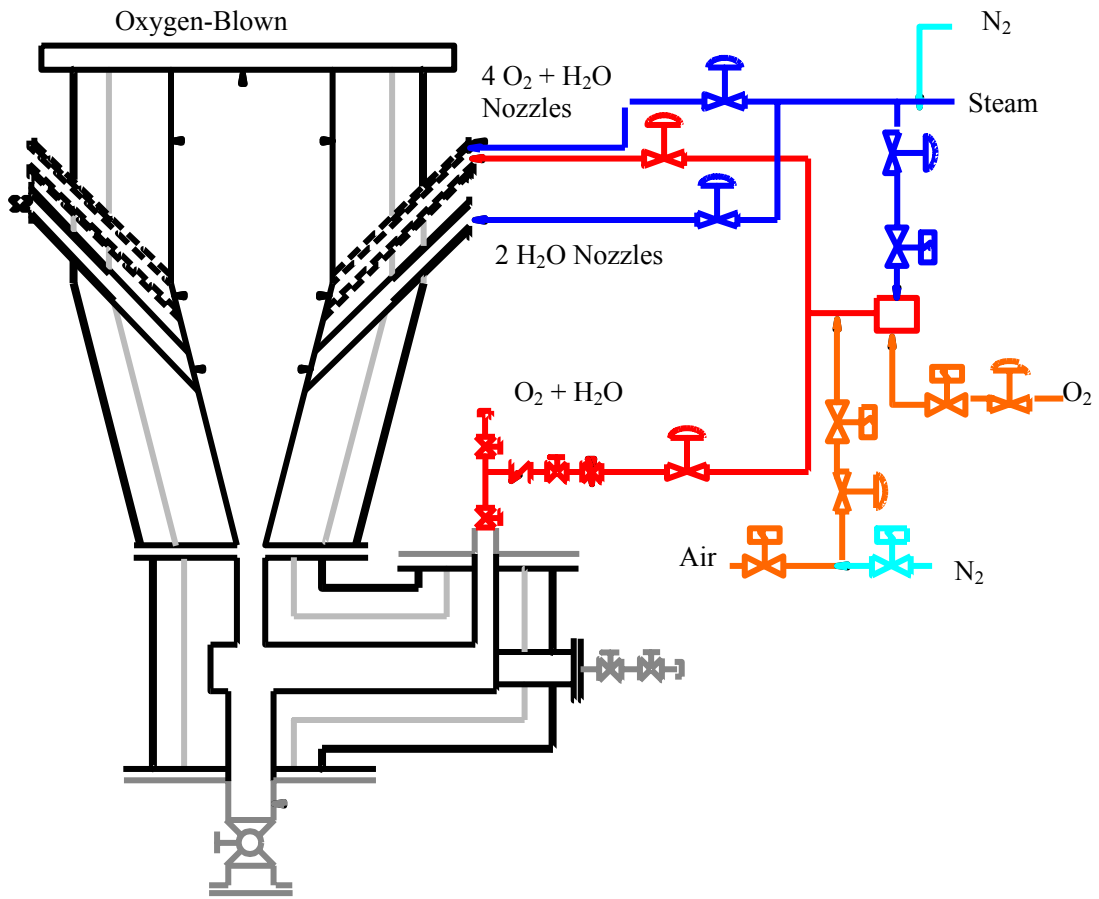 Oxygen-Blown
N₂
4 O₂ + H₂O
Nozzles
Steam
2 H₂O Nozzles
O₂ + H₂O
O₂
Air
N₂